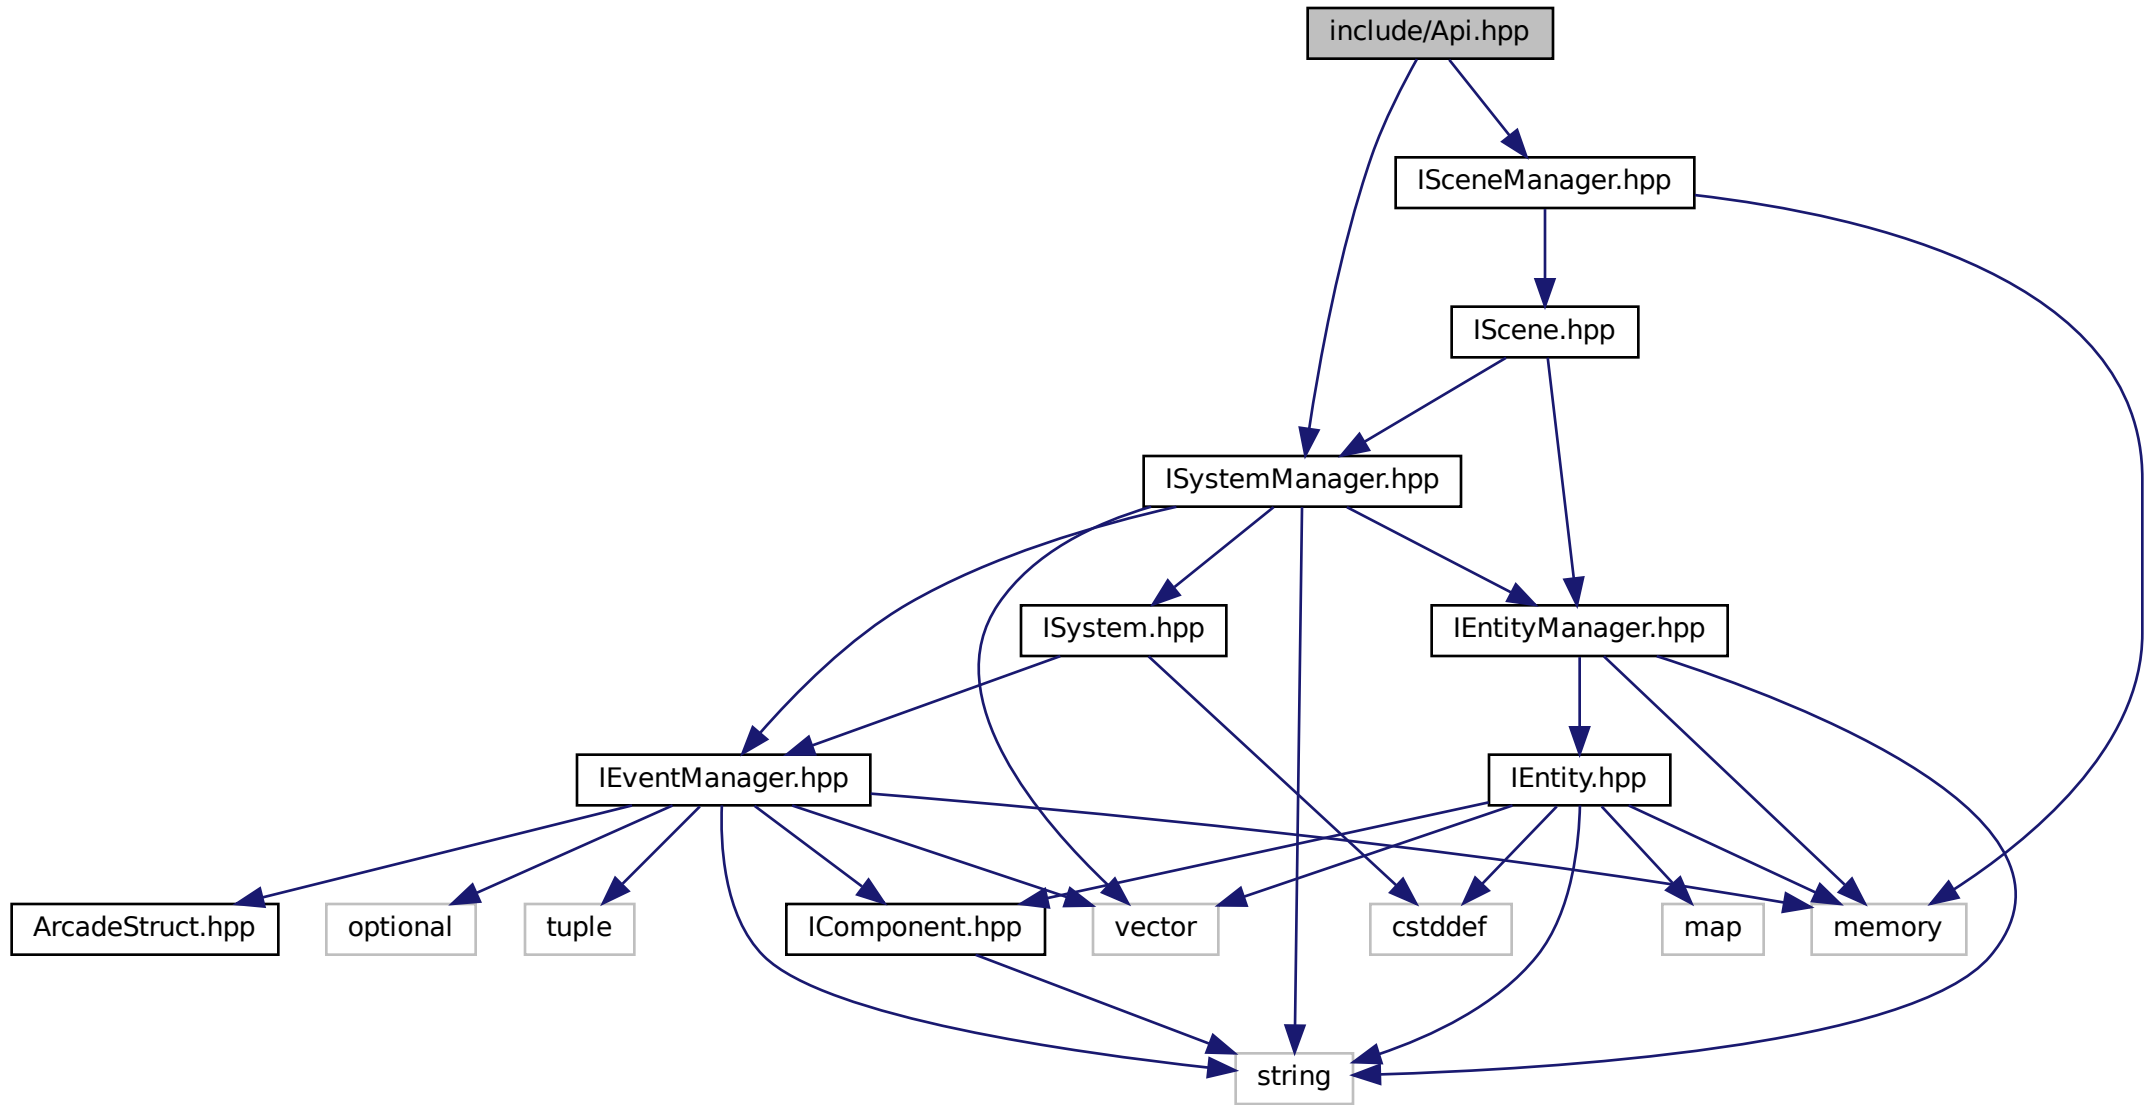 include/Api.hpp
ISceneManager.hpp
IScene.hpp
ISystemManager.hpp
ISystem.hpp
IEntityManager.hpp
IEventManager.hpp
IEntity.hpp
ArcadeStruct.hpp
optional
tuple
IComponent.hpp
vector
cstddef
map
memory
string